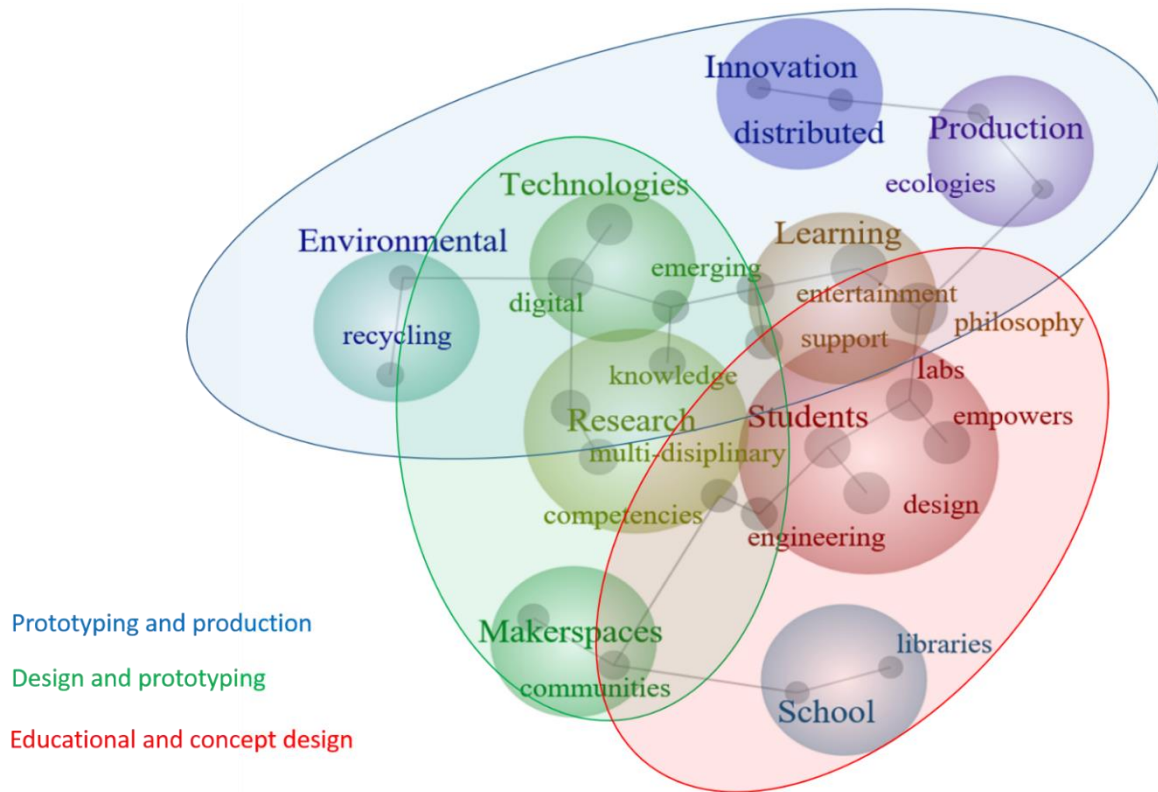 Innovation
distributed
Production
ecologies
Technologies
Environmental
Learning
emerging
entertainment
digital
philosophy
recycling
support
labs
knowledge
Research
Students
empowers
multi-disiplinary
design
competencies
engineering
Makerspaces
libraries
communities
School
Prototyping and production
Design and prototyping
Educational and concept design